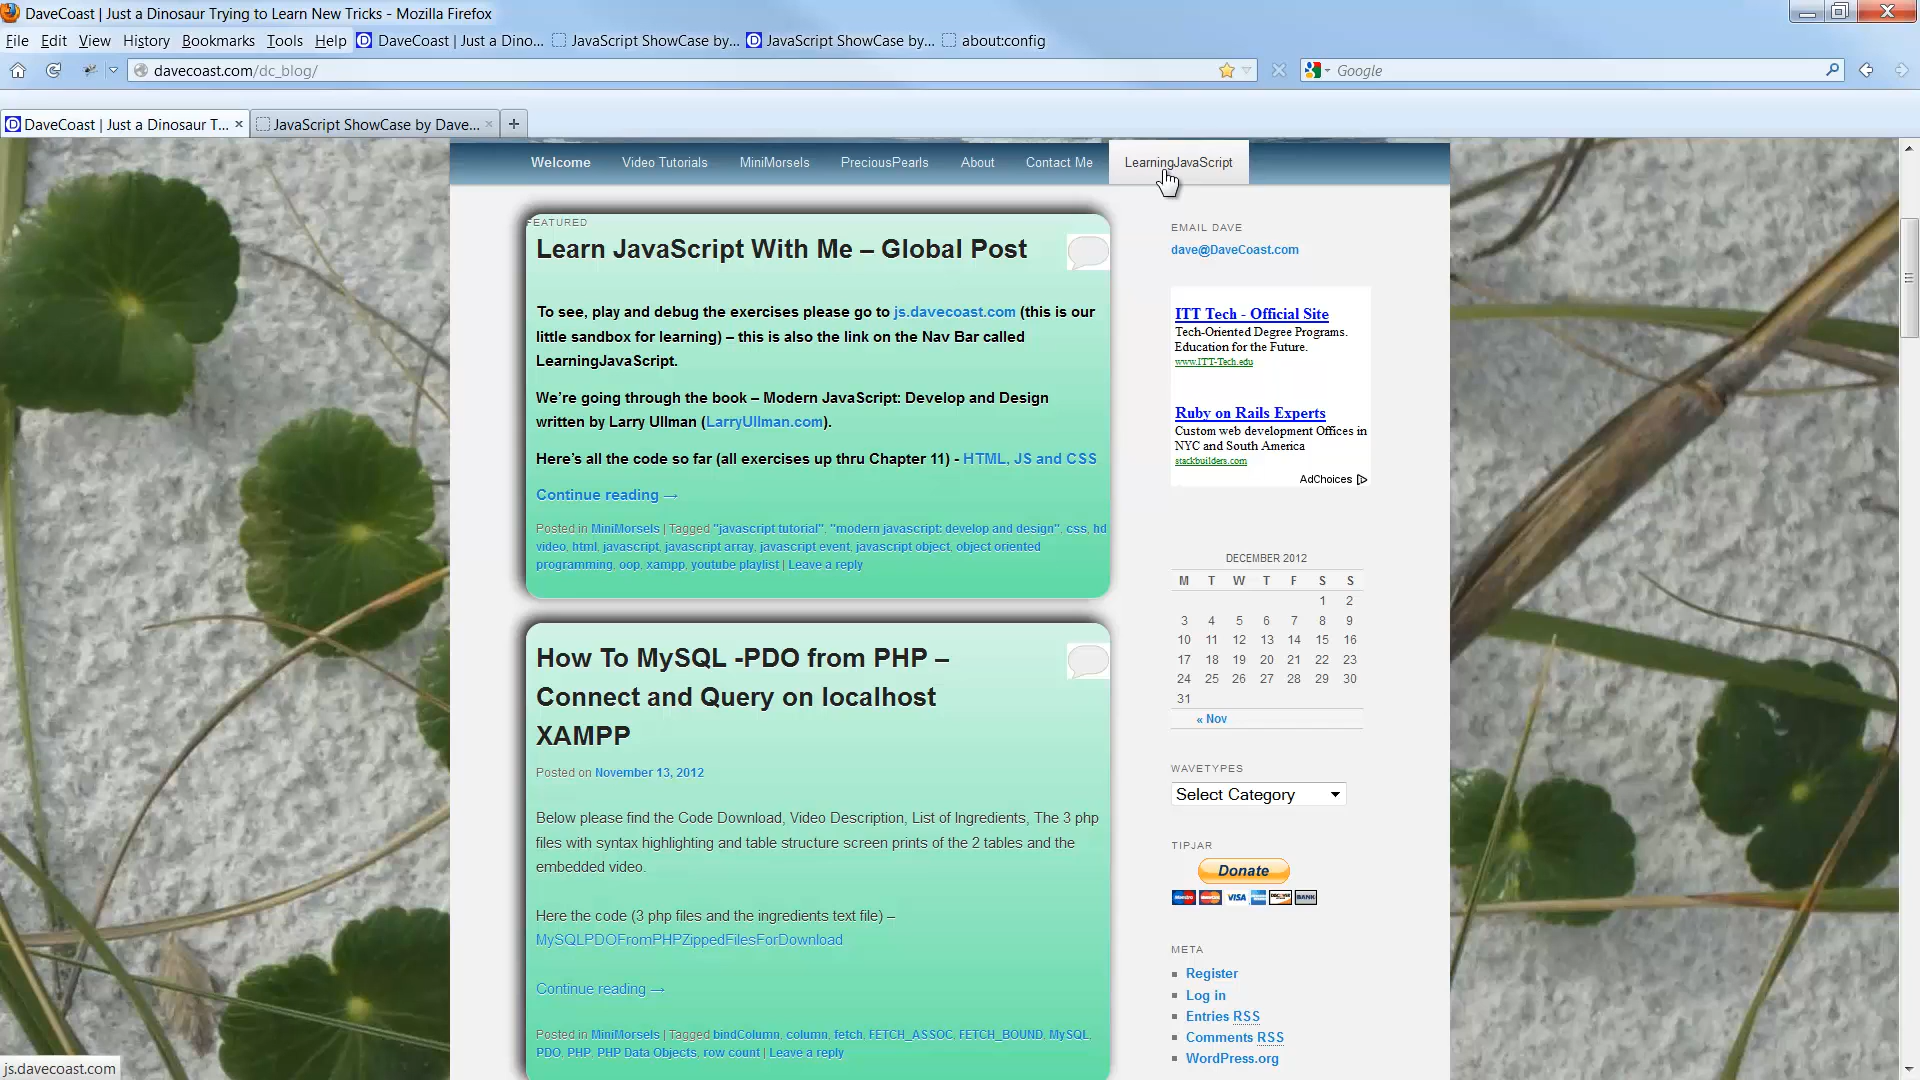 DaveCoast | Just a Dinosaur Trying to Learn New Tricks - Mozilla Firefox
File Edit View History Bookmarks Tools Help DaveCoast | Just a Dino... JavaScript ShowCase by... JavaScript ShowCase by... about:config
davecoast.com/dc_blog/ Google
DaveCoast | Just a Dinosaur T... JavaScript ShowCase by Dave...
Welcome Video Tutorials MiniMorsels PreciousPearls About Contact Me LearningJavaScript
FEATURED
Learn JavaScript With Me – Global Post
To see, play and debug the exercises please go to js.davecoast.com (this is our
little sandbox for learning) – this is also the link on the Nav Bar called
LearningJavaScript.
We're going through the book – Modern JavaScript: Develop and Design
written by Larry Ullman (LarryUllman.com).
Here's all the code so far (all exercises up thru Chapter 11) - HTML, JS and CSS
Continue reading →
Posted in MiniMorsels | Tagged "javascript tutorial", "modern javascript: develop and design", css, hd
video, html, javascript, javascript array, javascript event, javascript object, object oriented
programming, oop, xampp, youtube playlist | Leave a reply
How To MySQL -PDO from PHP –
Connect and Query on localhost
XAMPP
Posted on November 13, 2012
Below please find the Code Download, Video Description, List of Ingredients, The 3 php
files with syntax highlighting and table structure screen prints of the 2 tables and the
embedded video.
Here the code (3 php files and the ingredients text file) –
MySQLPDOFromPHPZippedFilesForDownload
Continue reading →
Posted in MiniMorsels | Tagged bindColumn, column, fetch, FETCH_ASSOC, FETCH_BOUND, MySQL,
PDO, PHP, PHP Data Objects, row count | Leave a reply
EMAIL DAVE
dave@DaveCoast.com
ITT Tech - Official Site
Tech-Oriented Degree Programs.
Education for the Future.
www.ITT-Tech.edu
Ruby on Rails Experts
Custom web development Offices in
NYC and South America
stackbuilders.com
AdChoices
DECEMBER 2012
M T W T F S S
1 2
3 4 5 6 7 8 9
10 11 12 13 14 15 16
17 18 19 20 21 22 23
24 25 26 27 28 29 30
31
« Nov
WAVETYPES
Select Category
TIPJAR
Donate
VISA BANK
META
Register
Log in
Entries RSS
Comments RSS
WordPress.org
js.davecoast.com